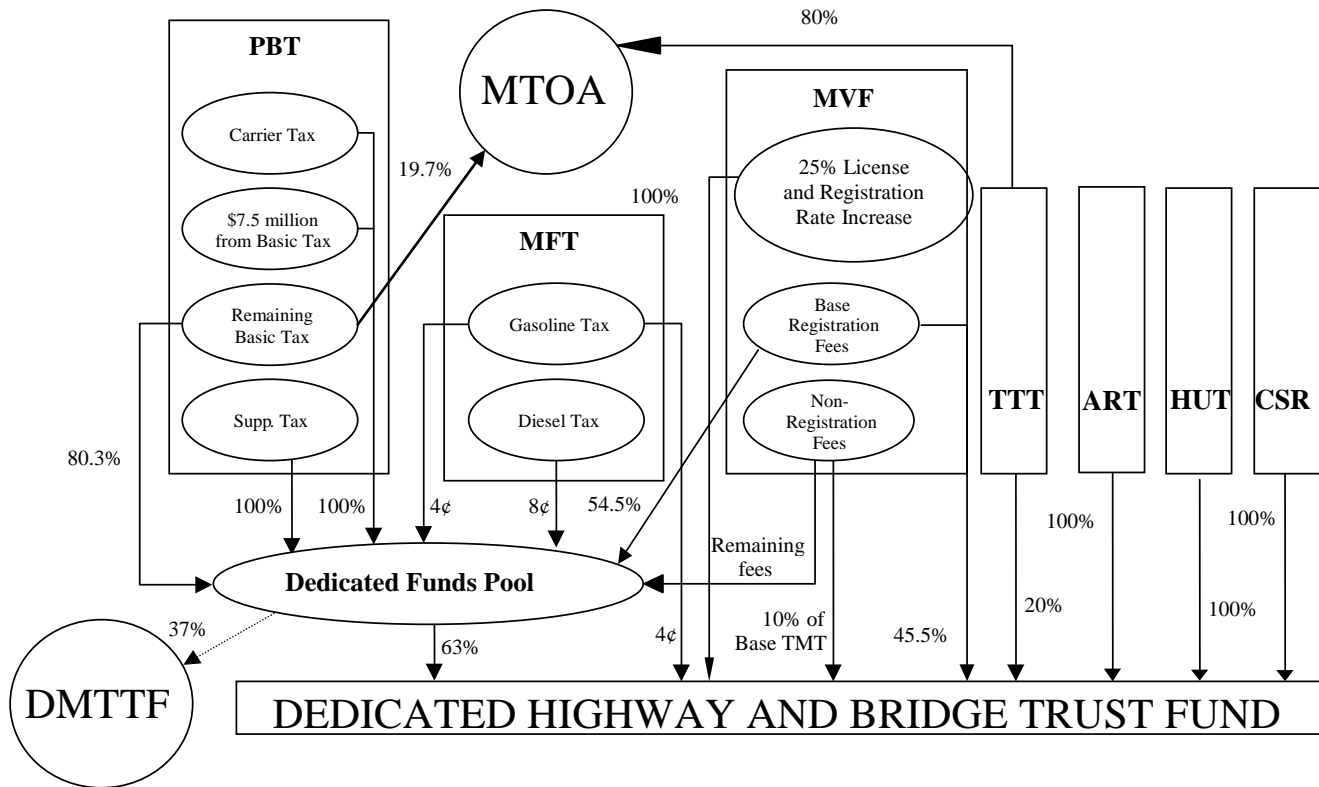 80%
PBT
MTOA
MVF
Carrier Tax
19.7%
25% License
and Registration
Rate Increase
100%
$7.5 million
from Basic Tax
MFT
Remaining
Basic Tax
Gasoline Tax
Base
Registration
Fees
Supp. Tax
Diesel Tax
Non-
Registration
Fees
TTT
ART
HUT
CSR
80.3%
100%
100%
4¢
8¢
54.5%
100%
100%
Remaining
fees
Dedicated Funds Pool
20%
100%
37%
63%
4¢
10% of
Base TMT
45.5%
DMTTF
DEDICATED HIGHWAY AND BRIDGE TRUST FUND